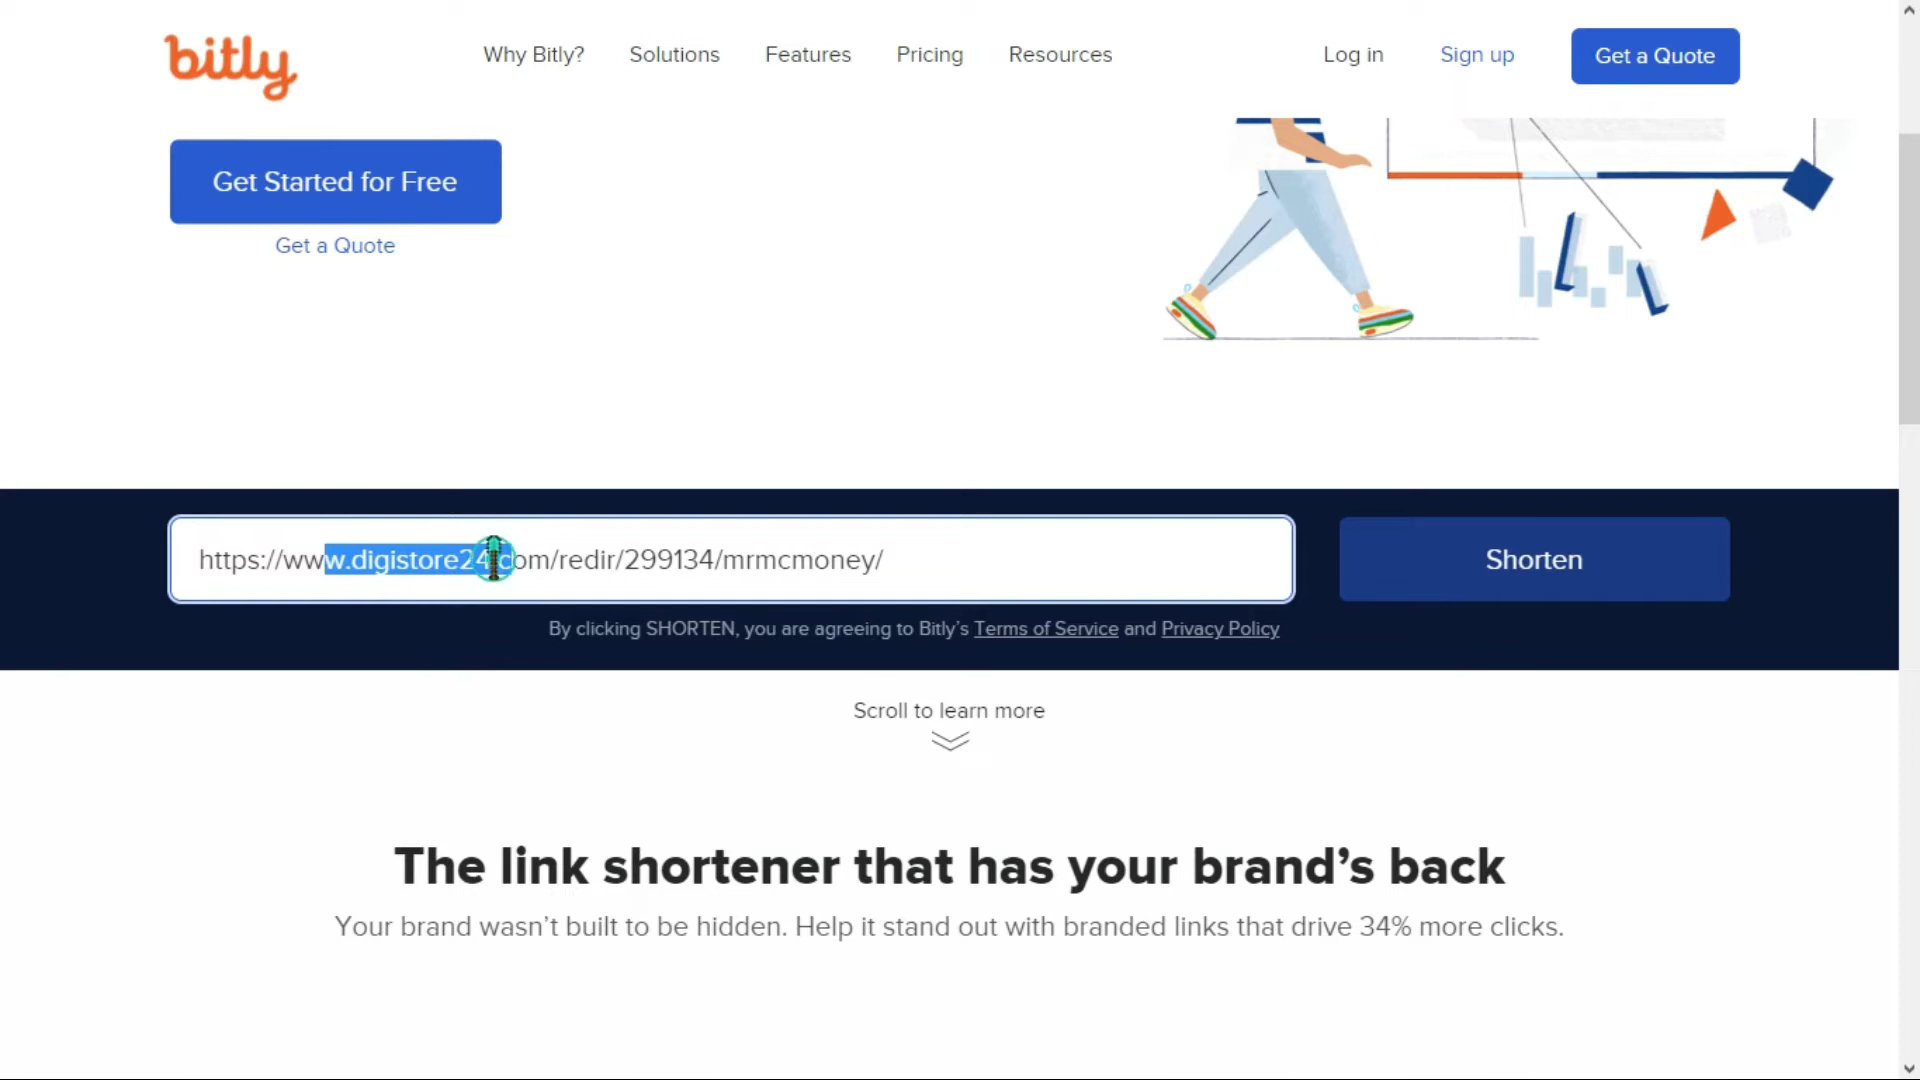 bitly
Why Bitly? Solutions Features Pricing Resources Log in Sign up Get a Quote
Get Started for Free
Get a Quote
https://www.digistore24.com/redir/299134/mrmcmoney/
Shorten
By clicking SHORTEN, you are agreeing to Bitly’s Terms of Service and Privacy Policy
Scroll to learn more
The link shortener that has your brand’s back
Your brand wasn’t built to be hidden. Help it stand out with branded links that drive 34% more clicks.